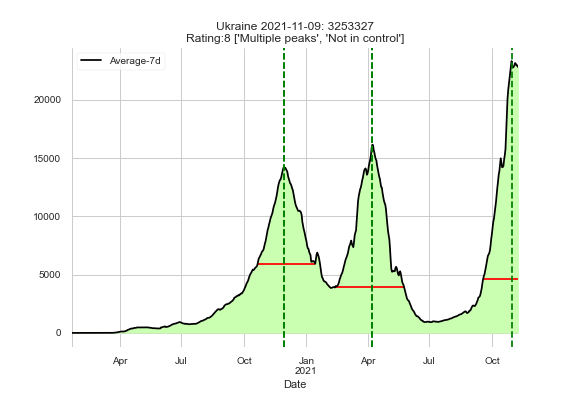 Ukraine 2021-11-09: 3253327
Rating:8 ['Multiple peaks', 'Not in control']
Average-7d
20000
15000
10000
5000
0
Apr Jul Oct Jan Apr Jul Oct
2021
Date